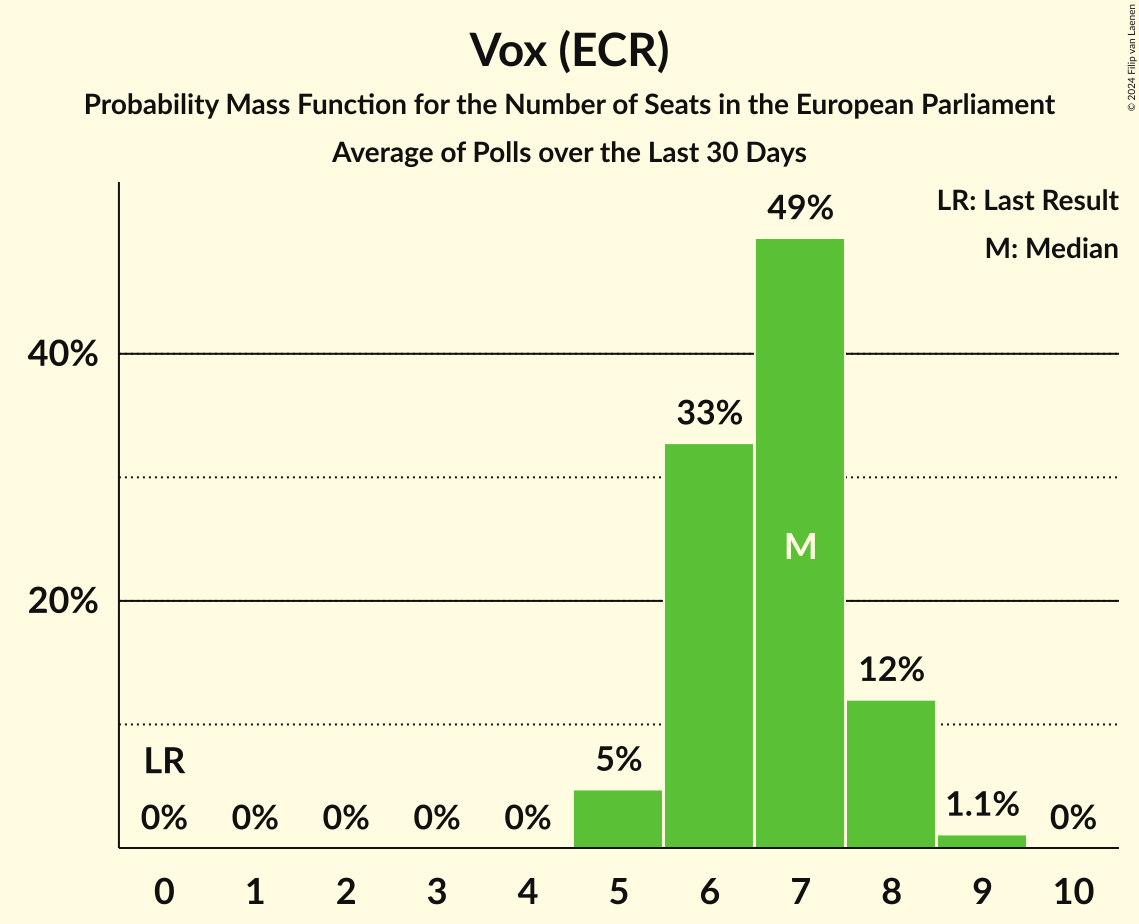 Vox (ECR)
Probability Mass Function for the Number of Seats in the European Parliament
Average of Polls over the Last 30 Days
© 2024 Filip van Laenen
LR: Last Result
M: Median
49%
40%
33%
M
20%
12%
LR
5%
0% 0% 0% 0% 0% 1.1% 0%
0 1 2 3 4 5 6 7 8 9 10